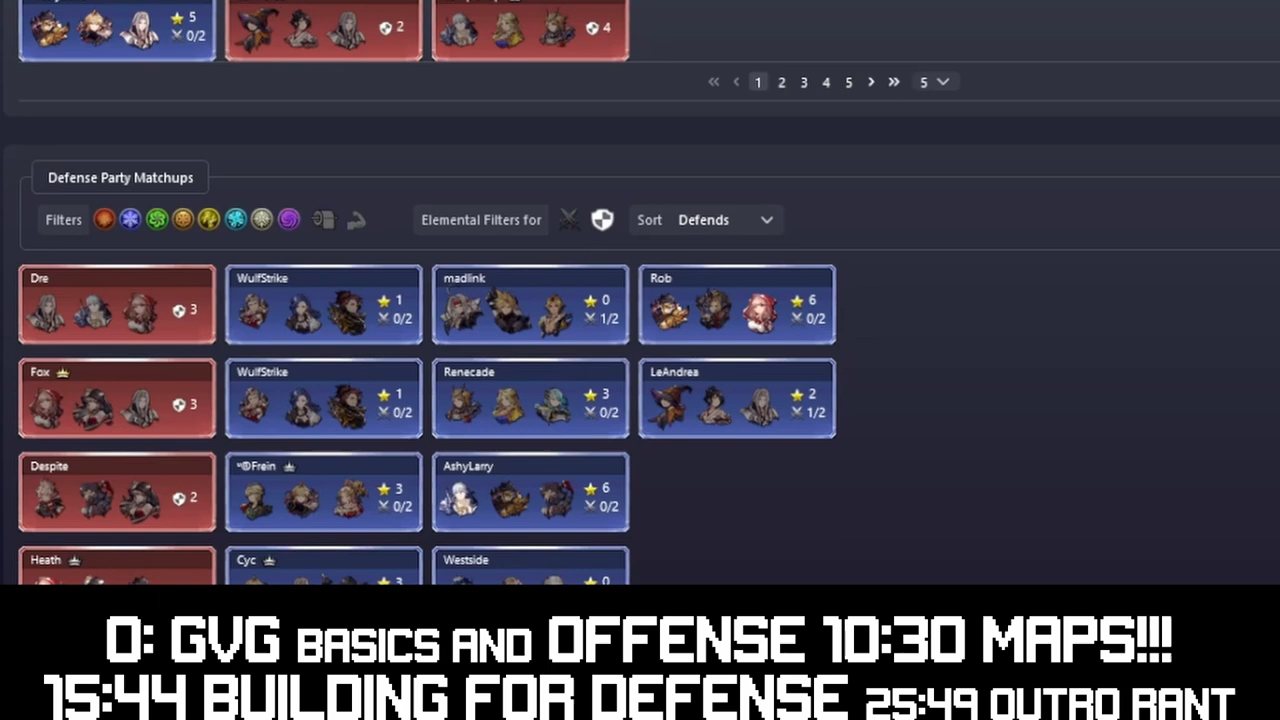 5
0/2
2
4
« ‹ 1 2 3 4 5 › » 5
Defense Party Matchups
Filters Elemental Filters for Sort Defends
Dre WulfStrike madlink Rob
3 1 0 6
0/2 1/2 0/2
Fox WulfStrike Renecade LeAndrea
3 1 3 2
0/2 0/2 1/2
Despite Frein AshyLarry
2 3 6
0/2 0/2
Heath Cyc Westside
3 0
0: GVG BASICS AND OFFENSE 10:30 MAPS!!!
15:44 BUILDING FOR DEFENSE 25:49 OUTRO RANT